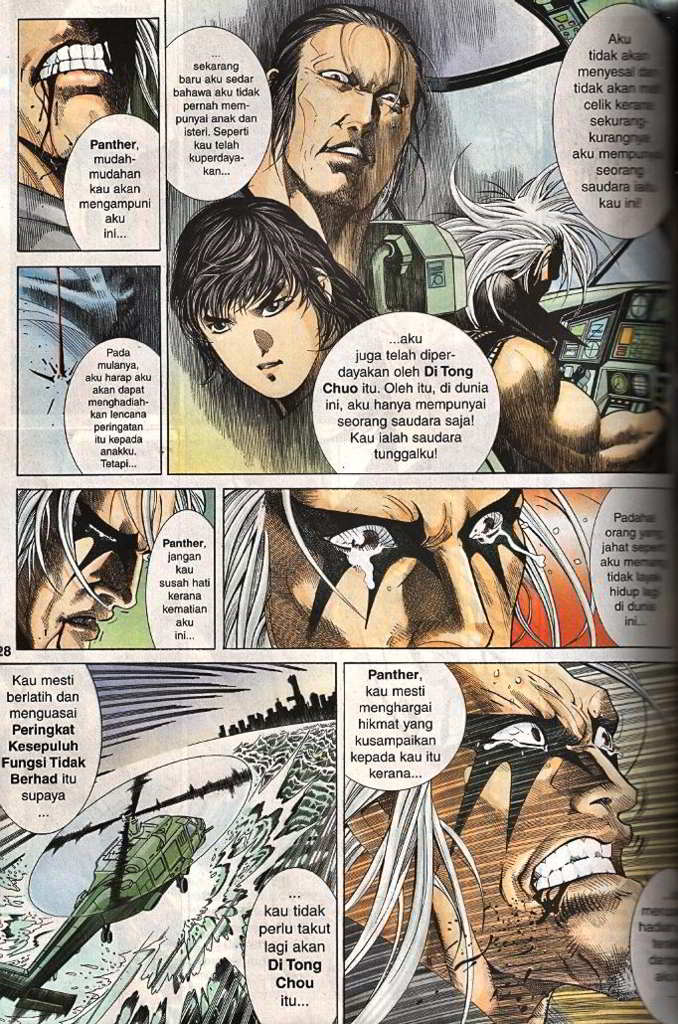 Panther,
mudah-
mudahan
kau akan
mengampuni
aku
ini...
...
sekarang
baru aku sedar
bahawa aku tidak
pernah mem-
punyai anak dan
isteri. Seperti
kau telah
kuperdaya-
kan...
Aku
tidak akan
menyesal dan
tidak akan
celik kerana
sekurang-
kurangnya
aku mempunyai
seorang
saudara iaitu
kau ini!
Pada
mulanya,
aku harap aku
akan dapat
menghadiah-
kan lencana
peringatan
itu kepada
anakku.
Tetapi...
...aku
juga telah diper-
dayakan oleh Di Tong
Chuo itu. Oleh itu, di dunia
ini, aku hanya mempunyai
seorang saudara saja!
Kau ialah saudara
tunggalku!
Panther,
jangan
kau
susah hati
kerana
kematian
aku
ini...
Padahal
orang yang
jahat seperti
aku memang
tidak layak
hidup lagi
di dunia
ini...
28
Kau mesti
berlatih dan
menguasai
Peringkat
Kesepuluh
Fungsi Tidak
Berhad itu
supaya
...
...
kau tidak
perlu takut
lagi akan
Di Tong
Chou
itu...
Panther,
kau mesti
menghargai
hikmat yang
kusampaikan
kepada kau itu
kerana...